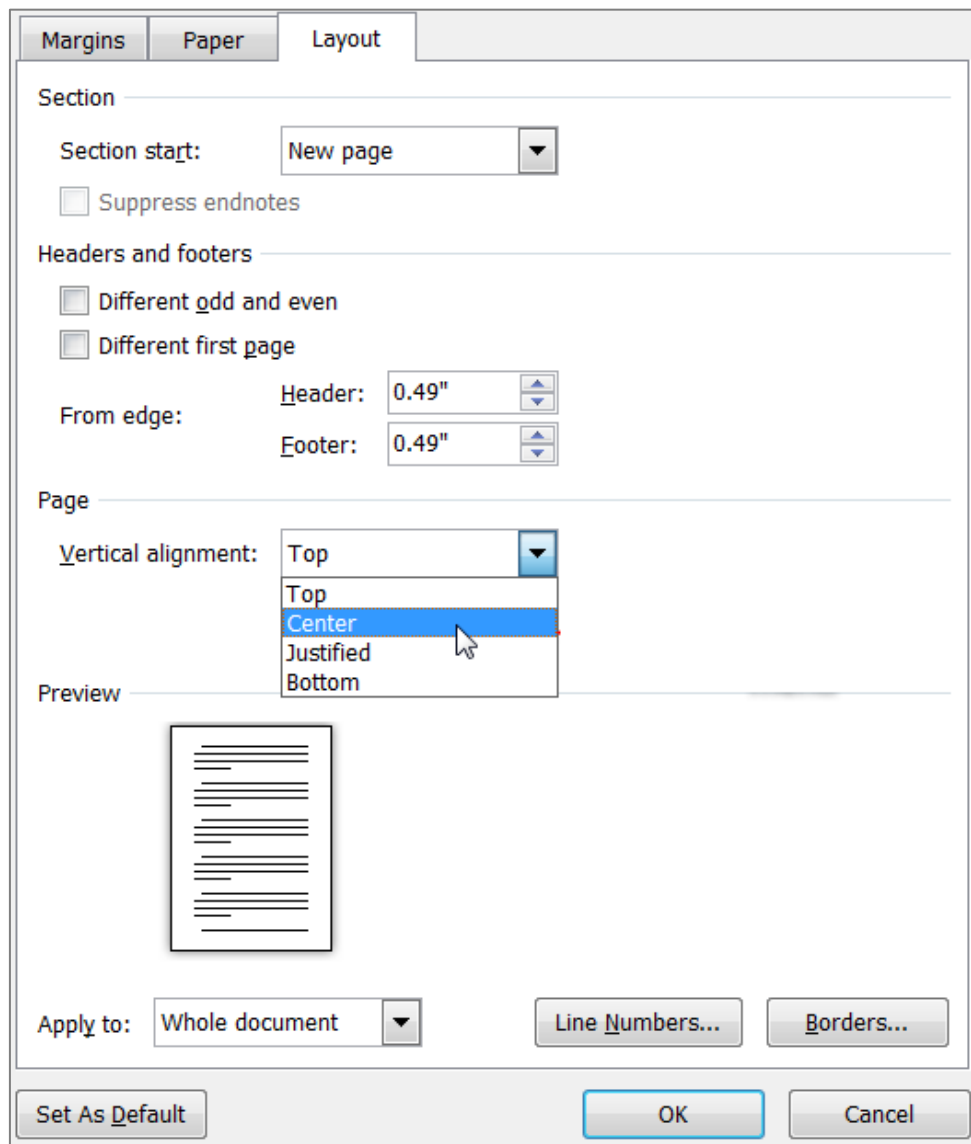 Margins Paper Layout
Section
Section start: New page
Suppress endnotes
Headers and footers
Different odd and even
Different first page
From edge:
Header: 0.49"
Footer: 0.49"
Page
Vertical alignment: Top
Top
Center
Justified
Bottom
Preview
Apply to: Whole document Line Numbers... Borders...
Set As Default OK Cancel